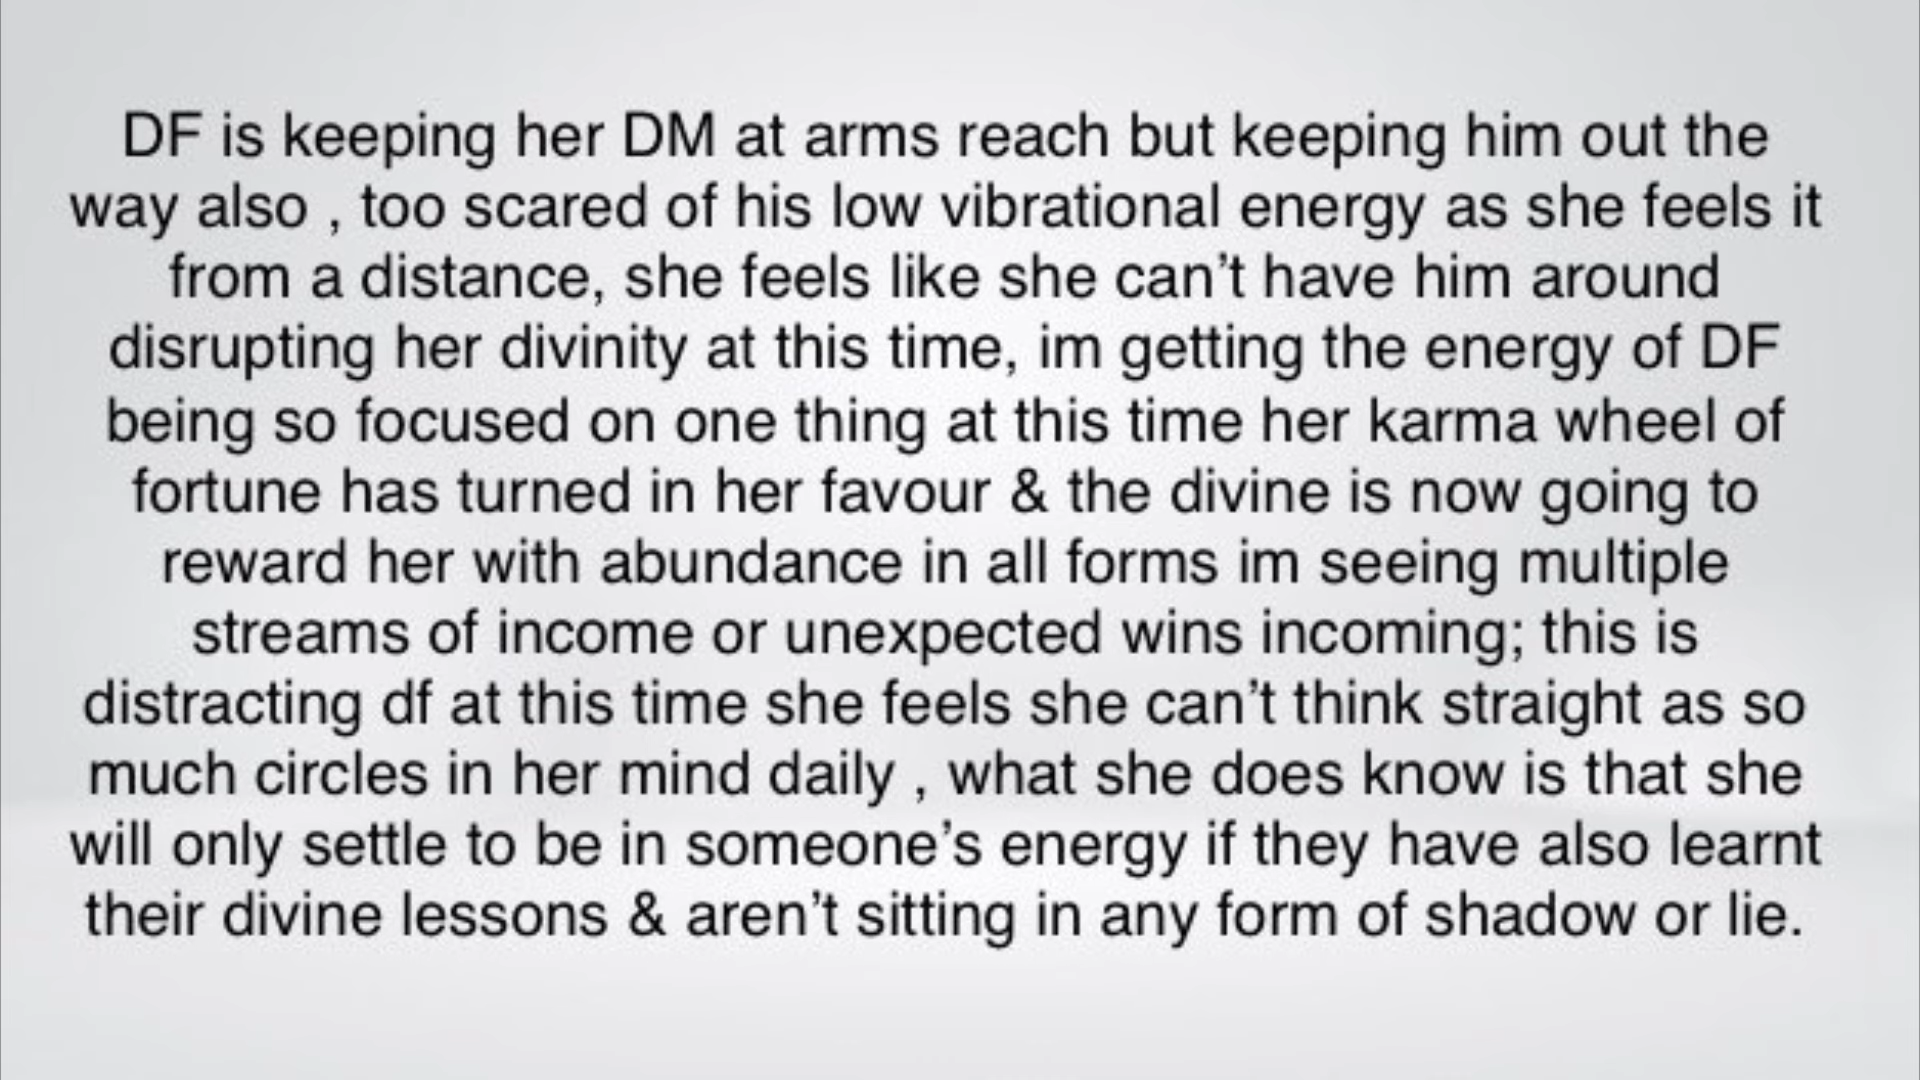 DF is keeping her DM at arms reach but keeping him out the
way also , too scared of his low vibrational energy as she feels it
from a distance, she feels like she can’t have him around
disrupting her divinity at this time, im getting the energy of DF
being so focused on one thing at this time her karma wheel of
fortune has turned in her favour & the divine is now going to
reward her with abundance in all forms im seeing multiple
streams of income or unexpected wins incoming; this is
distracting df at this time she feels she can’t think straight as so
much circles in her mind daily , what she does know is that she
will only settle to be in someone’s energy if they have also learnt
their divine lessons & aren’t sitting in any form of shadow or lie.